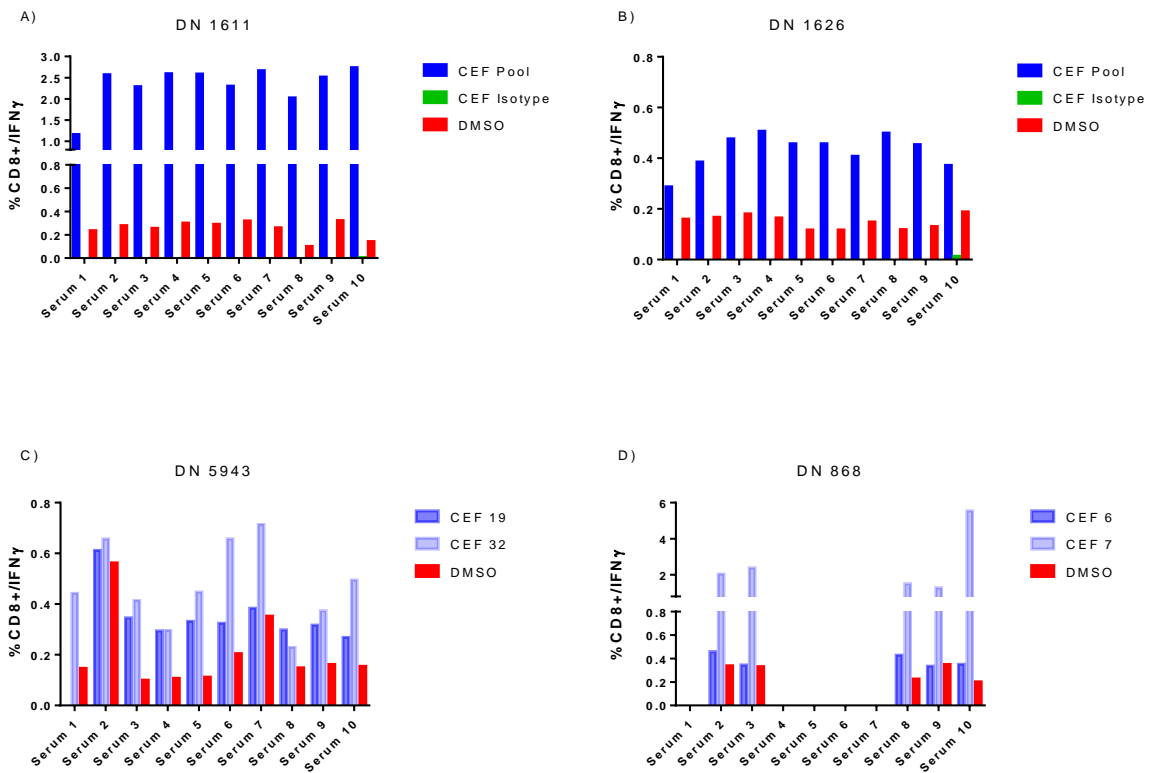 A)
DN 1611
%CD8+/IFNγ
3.0
2.5
2.0
1.5
1.0
0.8
0.6
0.4
0.2
0.0
Serum 1
Serum 2
Serum 3
Serum 4
Serum 5
Serum 6
Serum 7
Serum 8
Serum 9
Serum 10
CEF Pool
CEF Isotype
DMSO
B)
DN 1626
%CD8+/IFNγ
0.8
0.6
0.4
0.2
0.0
Serum 1
Serum 2
Serum 3
Serum 4
Serum 5
Serum 6
Serum 7
Serum 8
Serum 9
Serum 10
CEF Pool
CEF Isotype
DMSO
C)
DN 5943
%CD8+/IFNγ
0.8
0.6
0.4
0.2
0.0
Serum 1
Serum 2
Serum 3
Serum 4
Serum 5
Serum 6
Serum 7
Serum 8
Serum 9
Serum 10
CEF 19
CEF 32
DMSO
D)
DN 868
%CD8+/IFNγ
6
4
2
0.8
0.6
0.4
0.2
0.0
Serum 1
Serum 2
Serum 3
Serum 4
Serum 5
Serum 6
Serum 7
Serum 8
Serum 9
Serum 10
CEF 6
CEF 7
DMSO